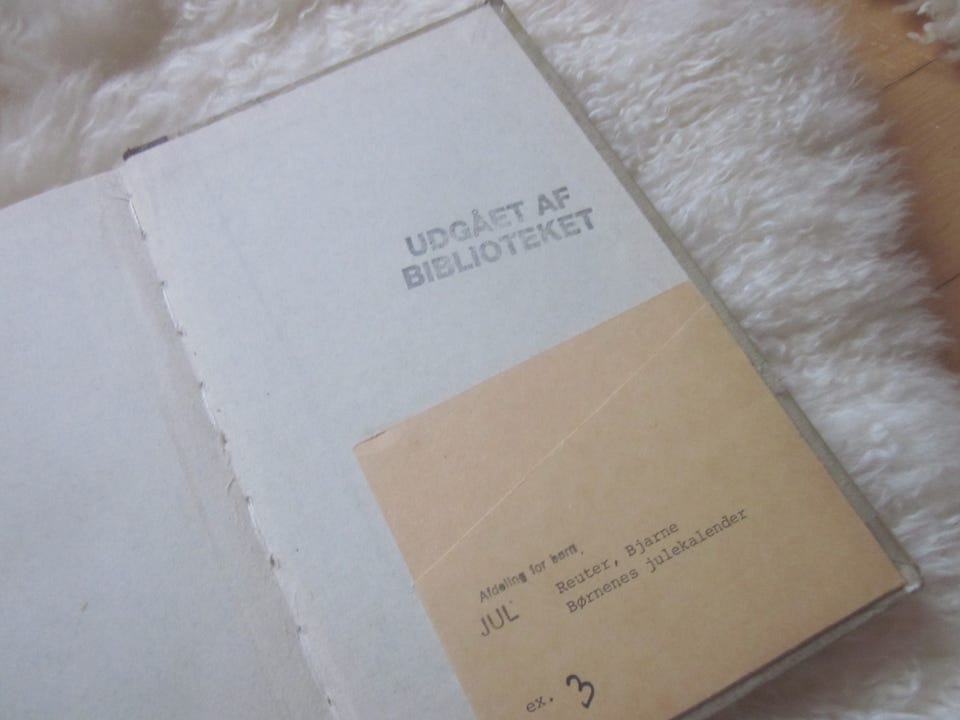 UDGÅET AF
BIBLIOTEKET
Afdeling for børn,
JUL
Reuter, Bjarne
Børnenes julekalender
ex. 3